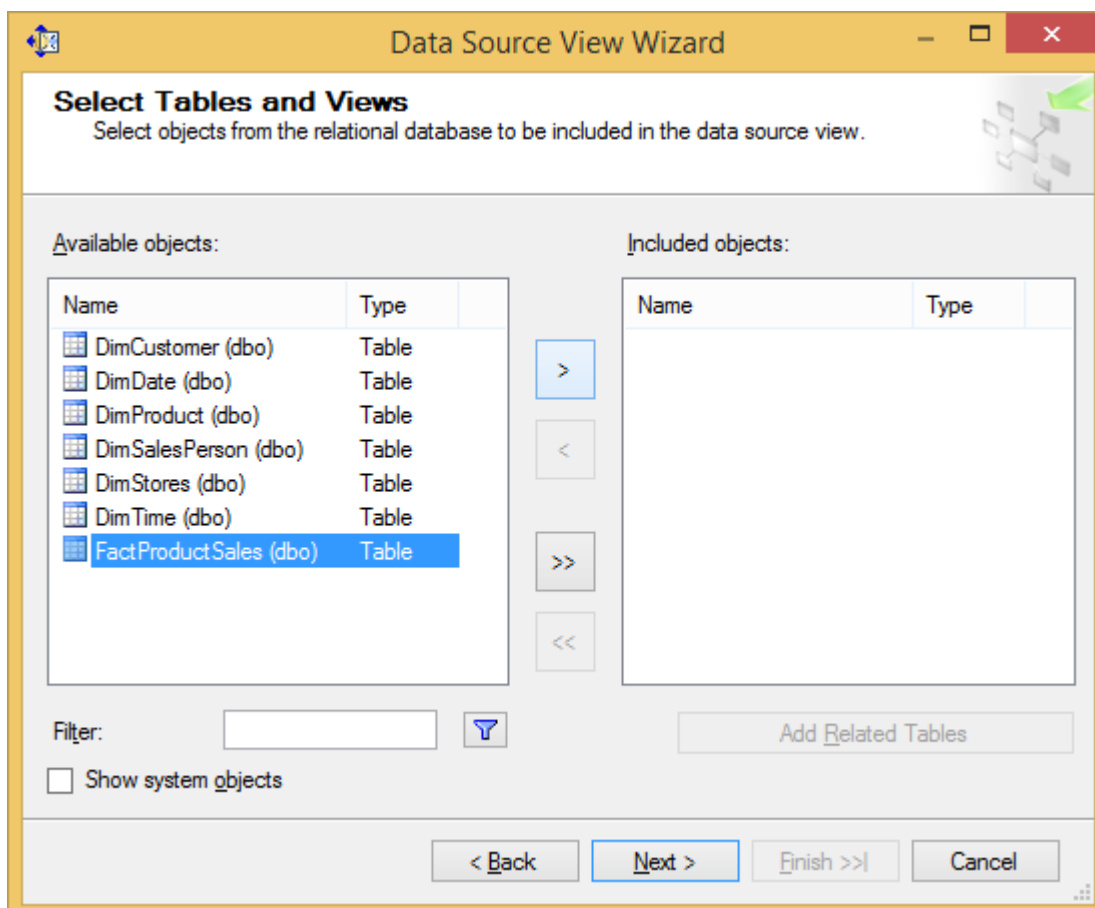 Data Source View Wizard
Select Tables and Views
Select objects from the relational database to be included in the data source view.
Available objects:
Name Type
DimCustomer (dbo) Table
DimDate (dbo) Table
DimProduct (dbo) Table
DimSalesPerson (dbo) Table
DimStores (dbo) Table
DimTime (dbo) Table
FactProductSales (dbo) Table
>
<
>>
<<
Included objects:
Name Type
Filter:
Add Related Tables
Show system objects
< Back Next > Finish >>| Cancel